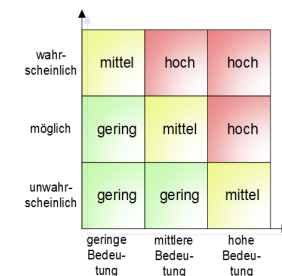 wahr-
scheinlich
mittel hoch hoch
möglich
gering mittel hoch
unwahr-
scheinlich
gering gering mittel
geringe mittlere hohe
Bedeu- Bedeu- Bedeu-
tung tung tung